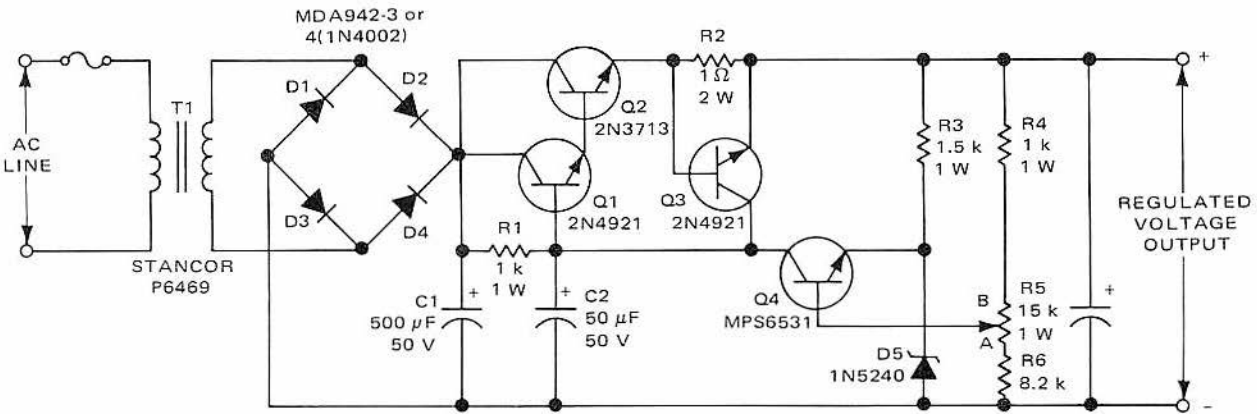 MDA942-3 or
4(1N4002)
D1
D2
D3
D4
T1
AC
LINE
STANCOR
P6469
Q2
2N3713
Q1
2N4921
R1
1 k
1 W
C1
500 µF
50 V
+
C2
50 µF
50 V
+
R2
1 Ω
2 W
Q3
2N4921
Q4
MPS6531
R3
1.5 k
1 W
R4
1 k
1 W
D5
1N5240
B
A
R5
15 k
1 W
R6
8.2 k
+
+
REGULATED
VOLTAGE
OUTPUT
-